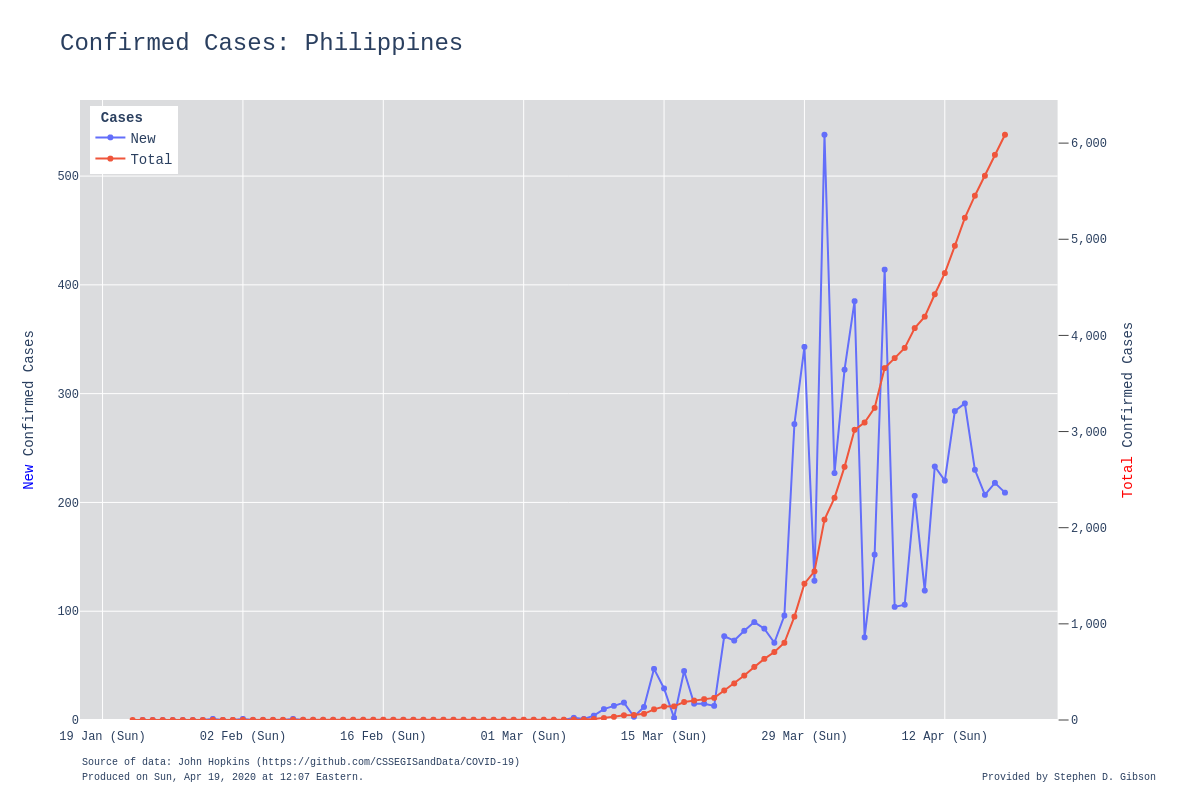 Confirmed Cases: Philippines
Cases
New
Total
500
400
300
200
100
0
New Confirmed Cases
6,000
5,000
4,000
3,000
2,000
1,000
0
Total Confirmed Cases
19 Jan (Sun)
02 Feb (Sun)
16 Feb (Sun)
01 Mar (Sun)
15 Mar (Sun)
29 Mar (Sun)
12 Apr (Sun)
Source of data: John Hopkins (https://github.com/CSSEGISandData/COVID-19)
Produced on Sun, Apr 19, 2020 at 12:07 Eastern.
Provided by Stephen D. Gibson